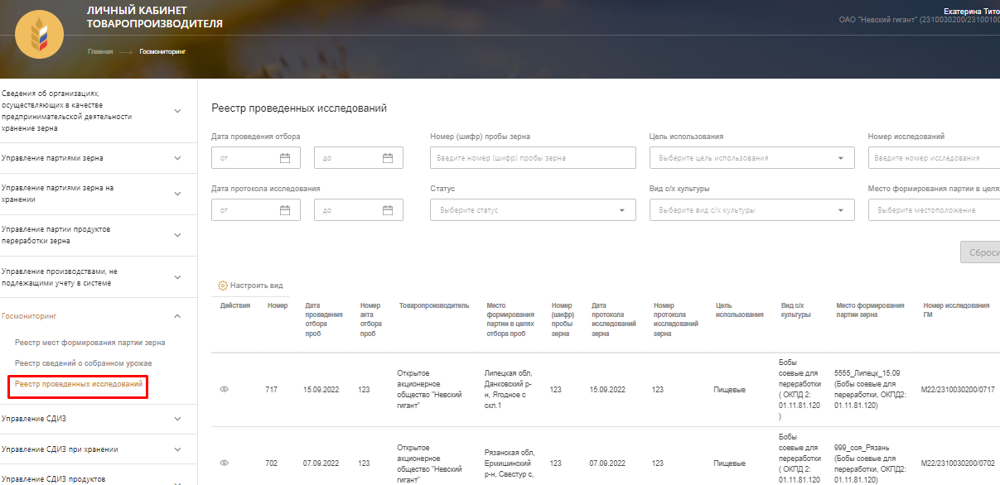 ЛИЧНЫЙ КАБИНЕТ
ТОВАРОПРОИЗВОДИТЕЛЯ
Екатерина Тито
ОАО "Невский гигант" (2310030200/2310010
Главная
Госмониторинг
Сведения об организациях,
осуществляющих в качестве
предпринимательской деятельности
хранение зерна
Управление партиями зерна
Управление партиями зерна на
хранении
Управление партии продуктов
переработки зерна
Управление производствами, не
подлежащими учету в системе
Госмониторинг
Реестр мест формирования партии зерна
Реестр сведений о собранном урожае
Реестр проведенных исследований
Управление СДИЗ
Управление СДИЗ при хранении
Управление СДИЗ продуктов
Реестр проведенных исследований
Дата проведения отбора
от
до
Номер (шифр) пробы зерна
Введите номер (шифр) пробы зерна
Цель использования
Выберите цель использования
Номер исследований
Введите номер исследования
Дата протокола исследования
от
до
Статус
Выберите статус
Вид с/х культуры
Выберите вид с/х культуры
Место формирования партии в целя
Выберите местоположение
Сброси
Настроить вид
Действия
Номер
Дата
проведения
отбора
проб
Номер
акта
отбора
проб
Товаропроизводитель
Место
формирования
партии в целях
отбора проб
Номер
(шифр)
пробы
зерна
Дата
протокола
исследований
зерна
Номер
протокола
исследований
зерна
Цель
использования
Вид с/х
культуры
Место формирования
партии зерна
Номер исследования
ГМ
717
15.09.2022
123
Открытое
акционерное
общество "Невский
гигант"
Липецкая обл,
Данковский р-
н, Ягодное с
скл.1
123
15.09.2022
123
Пищевые
Бобы
соевые для
переработки
( ОКПД 2:
01.11.81.120
)
5555_Липецк_15.09
(Бобы соевые для
переработки, ОКПД2:
01.11.81.120)
М22/2310030200/0717
702
07.09.2022
123
Открытое
акционерное
общество "Невский
гигант"
Рязанская обл,
Ермишинский
р-н, Свестур с,
123
07.09.2022
123
Пищевые
Бобы
соевые для
переработки
( ОКПД 2:
01.11.81.120
999_соя_Рязань
(Бобы соевые для
переработки, ОКПД2:
01.11.81.120)
М22/2310030200/0702